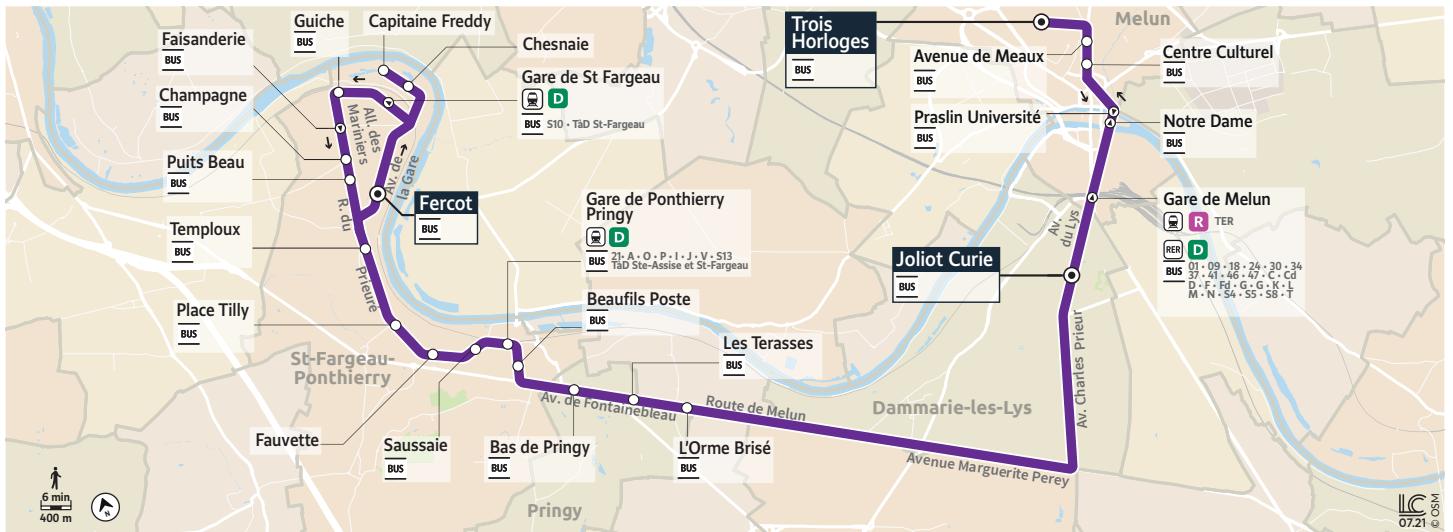 Guiche
BUS
Capitaine Freddy
BUS
Faisanderie
BUS
Chesnaie
Champagne
BUS
Gare de St Fargeau
D
BUS S10 • TàD St-Fargeau
Puits Beau
BUS
All. des
Mariniers
Av. de
la Gare
R. du
Prieuré
Fercot
BUS
Temploux
BUS
Gare de Ponthierry
Pringy
D
BUS 21 • A • O • P • I • J • V • S13
TàD Ste-Assise et St-Fargeau
Place Tilly
BUS
Beaufils Poste
BUS
St-Fargeau-
Ponthierry
Les Terasses
BUS
Fauvette
Saussaie
BUS
Bas de Pringy
BUS
L'Orme Brisé
BUS
Av. de Fontainebleau
Route de Melun
Avenue Marguerite Perey
Pringy
Dammarie-les-Lys
Av. Charles Prieur
Joliot Curie
BUS
Av.
du Lys
Trois
Horloges
BUS
Melun
Avenue de Meaux
BUS
Centre Culturel
BUS
Praslin Université
BUS
Notre Dame
BUS
Gare de Melun
R TER
RER D
BUS 01 • 09 • 18 • 24 • 30 • 34
37 • 41 • 46 • 47 • C • Cd
D • F • Fd • G • G • K • L
M • N • S4 • S5 • S8 • T
6 min
400 m
N
LC
07.21
© OSM